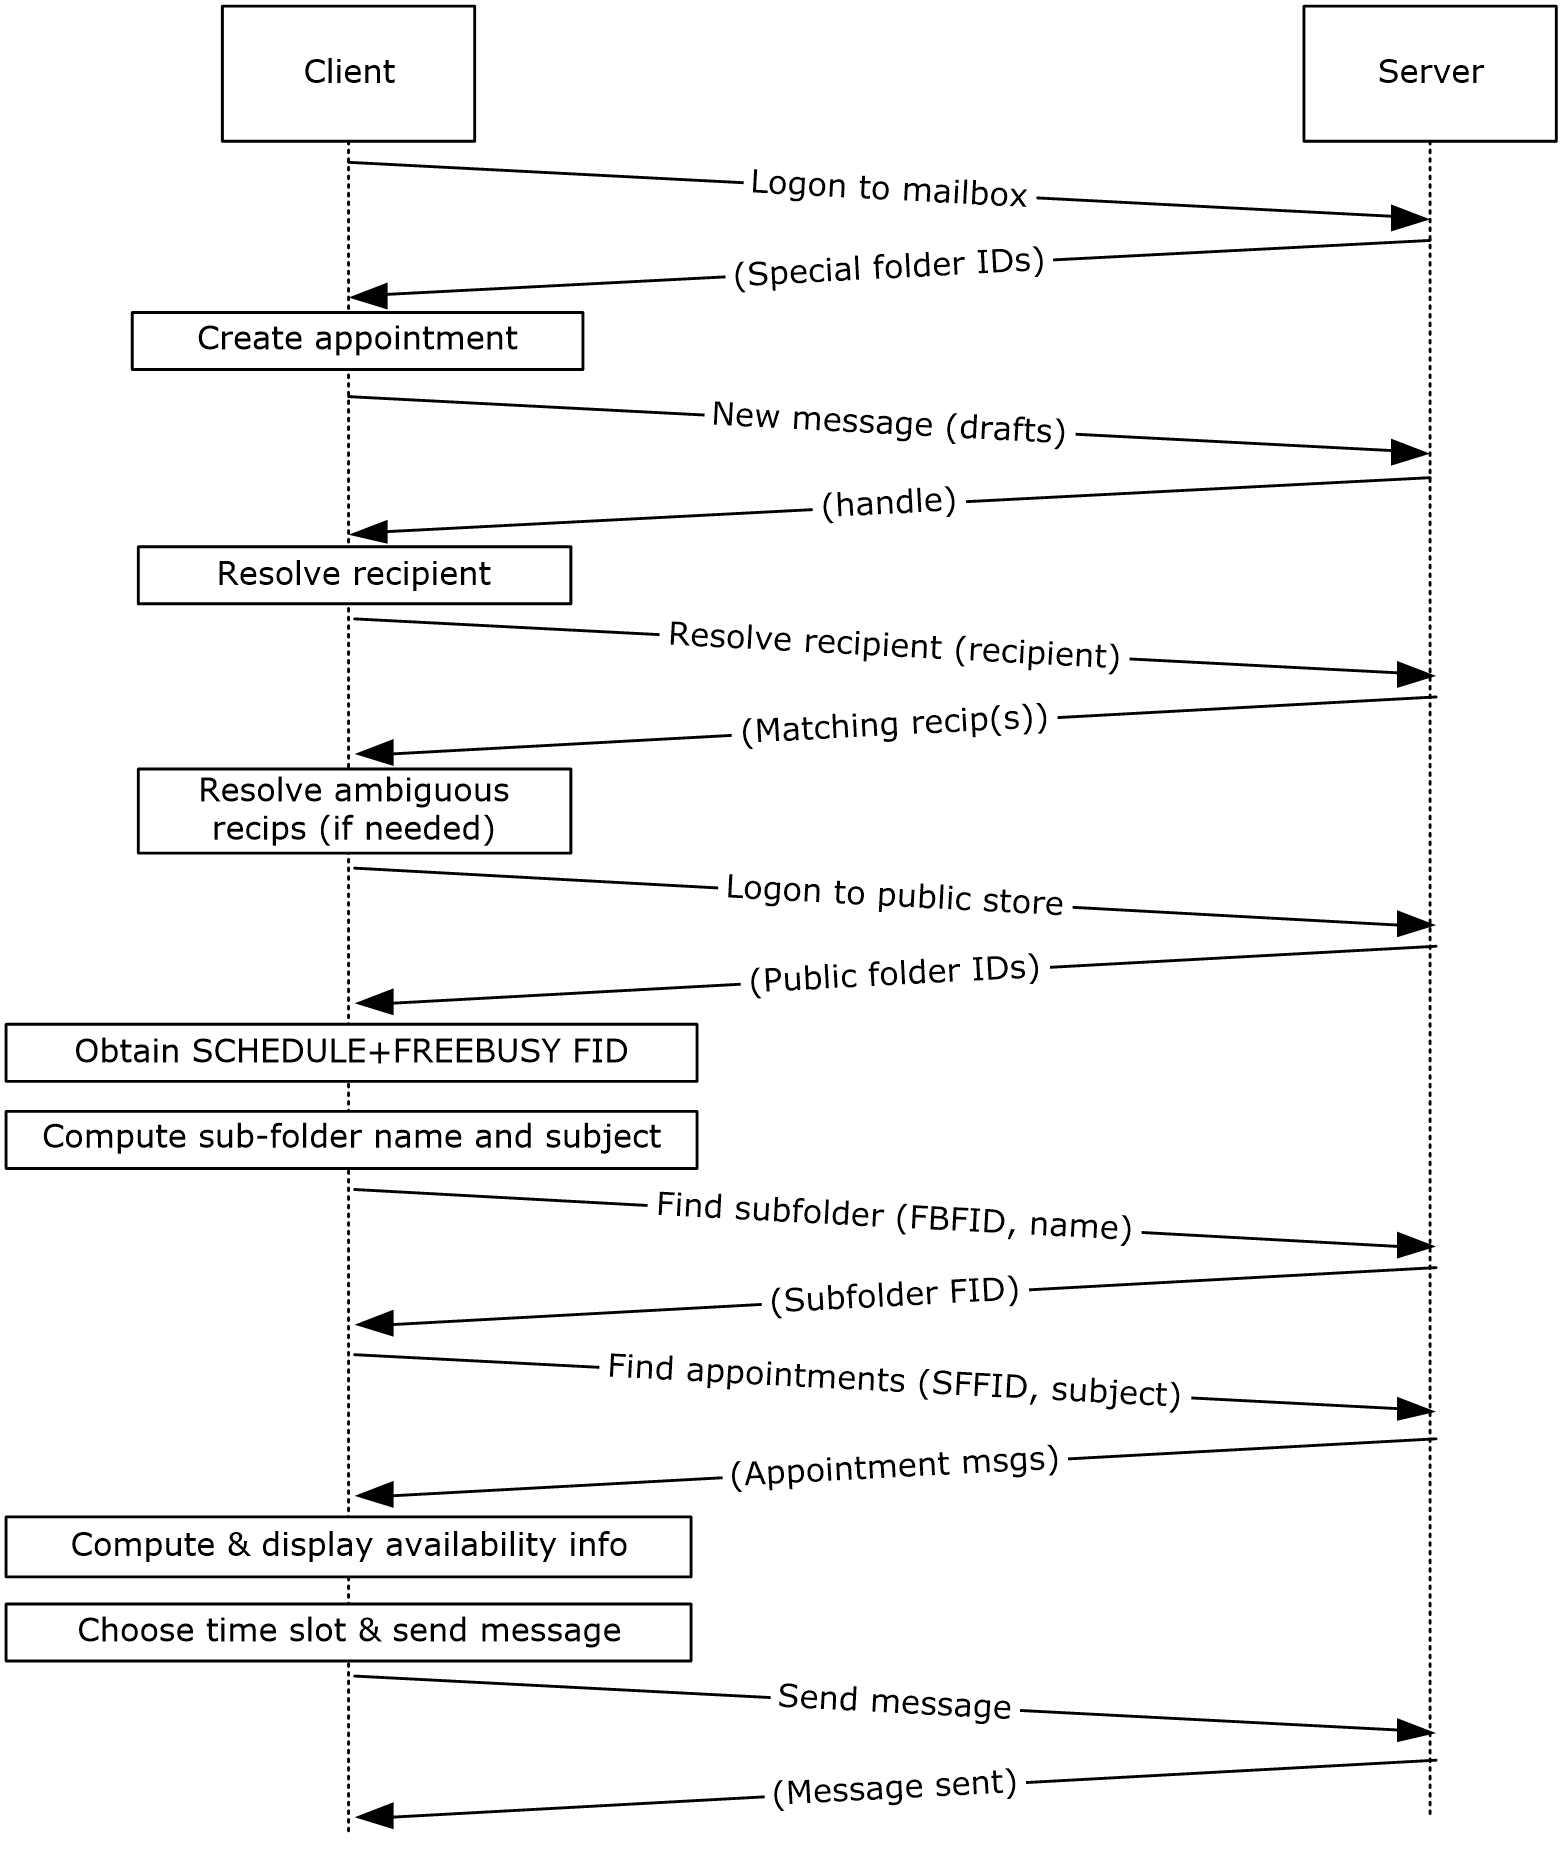 Client
Server
Logon to mailbox
(Special folder IDs)
Create appointment
New message (drafts)
(handle)
Resolve recipient
Resolve recipient (recipient)
(Matching recip(s))
Resolve ambiguous
recips (if needed)
Logon to public store
(Public folder IDs)
Obtain SCHEDULE+FREEBUSY FID
Compute sub-folder name and subject
Find subfolder (FBFID, name)
(Subfolder FID)
Find appointments (SFFID, subject)
(Appointment msgs)
Compute & display availability info
Choose time slot & send message
Send message
(Message sent)